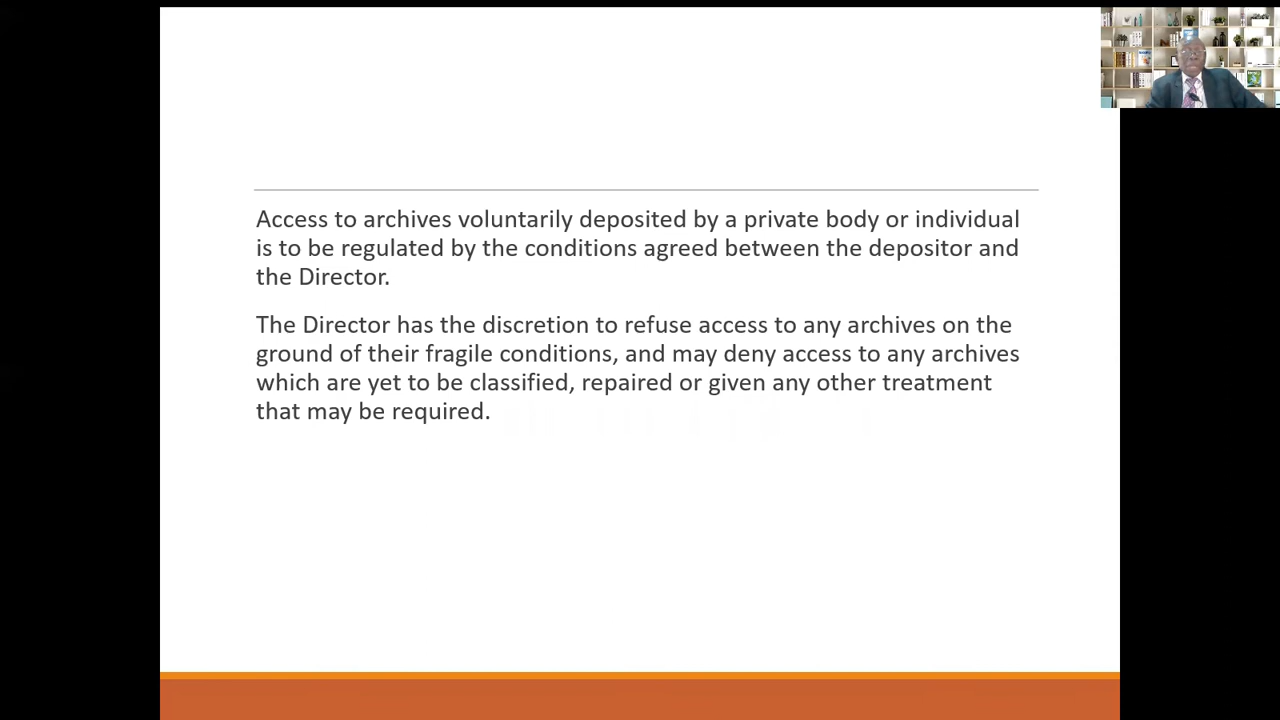 Access to archives voluntarily deposited by a private body or individual
is to be regulated by the conditions agreed between the depositor and
the Director.
The Director has the discretion to refuse access to any archives on the
ground of their fragile conditions, and may deny access to any archives
which are yet to be classified, repaired or given any other treatment
that may be required.